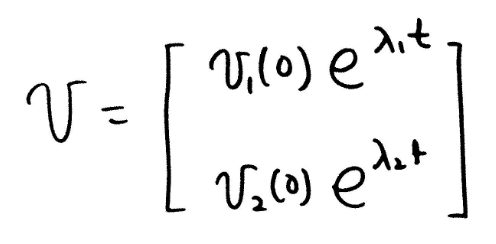 v = [ v₁(0) e^{λ₁t}
v₂(0) e^{λ₂t} ]